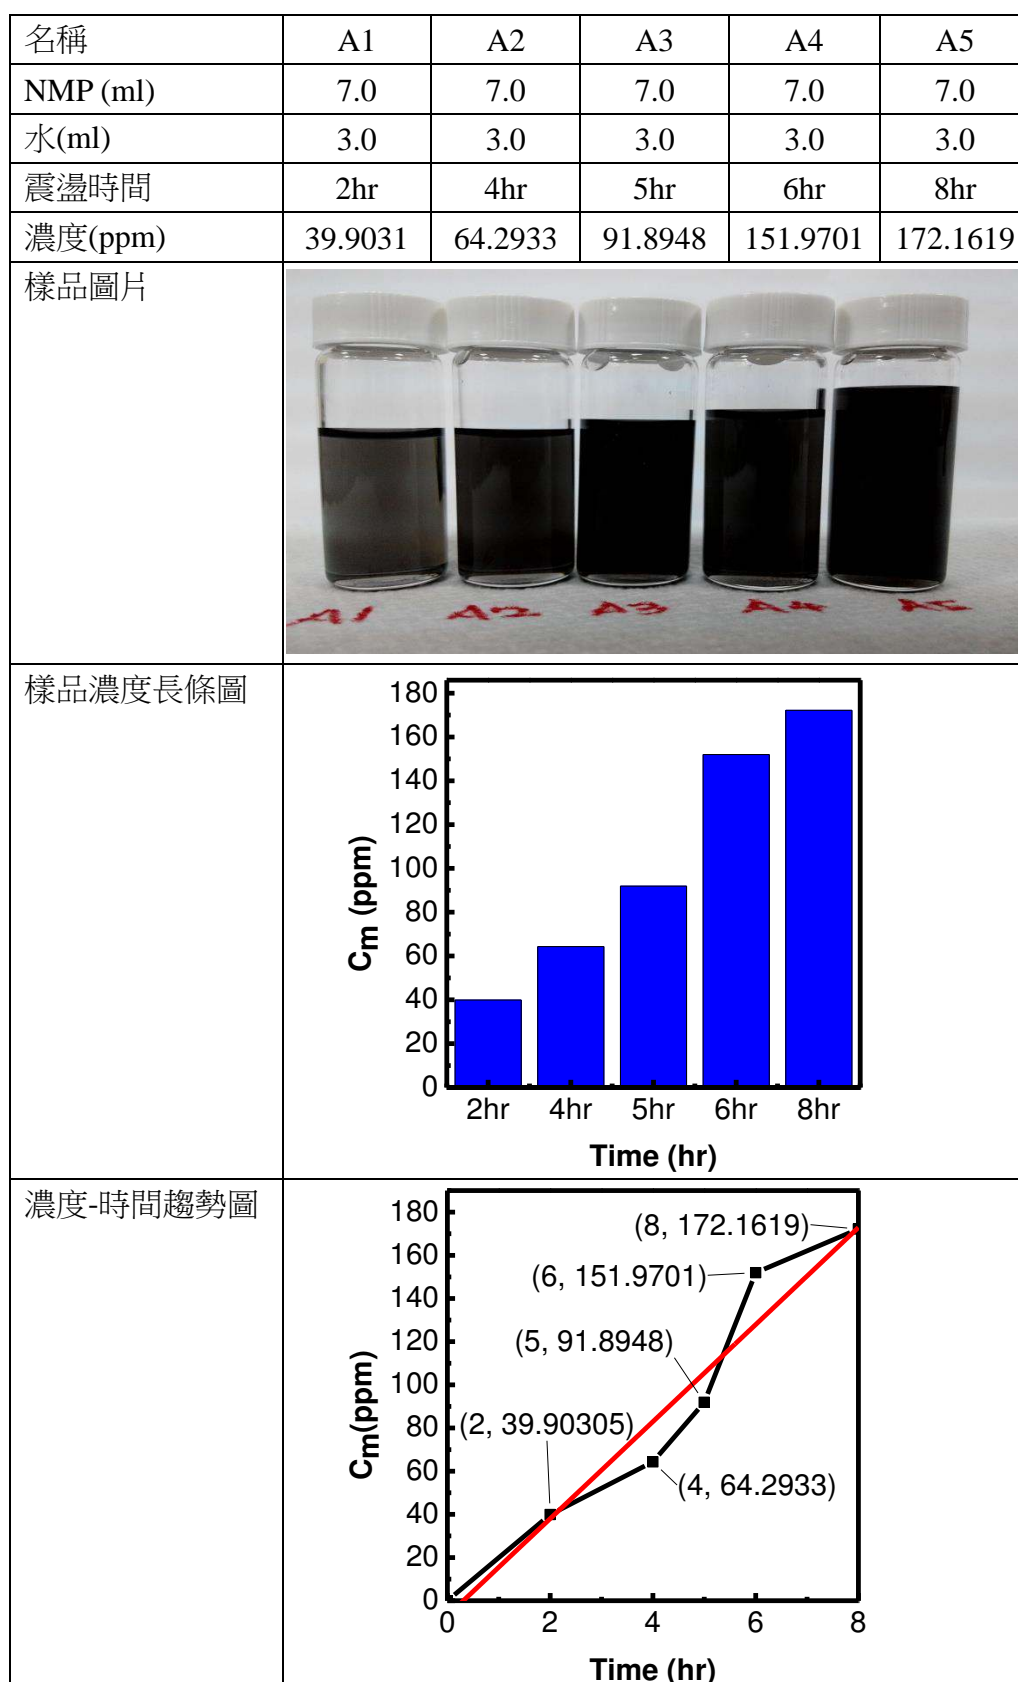 名稱 A1 A2 A3 A4 A5
NMP (ml) 7.0 7.0 7.0 7.0 7.0
水(ml) 3.0 3.0 3.0 3.0 3.0
震盪時間 2hr 4hr 5hr 6hr 8hr
濃度(ppm) 39.9031 64.2933 91.8948 151.9701 172.1619
樣品圖片
A1 A2 A3 A4 A5
樣品濃度長條圖
180
160
140
120
100
80
60
40
20
0
Cm (ppm)
2hr 4hr 5hr 6hr 8hr
Time (hr)
濃度-時間趨勢圖
180
160
140
120
100
80
60
40
20
0
Cm(ppm)
(8, 172.1619)
(6, 151.9701)
(5, 91.8948)
(2, 39.90305)
(4, 64.2933)
0 2 4 6 8
Time (hr)